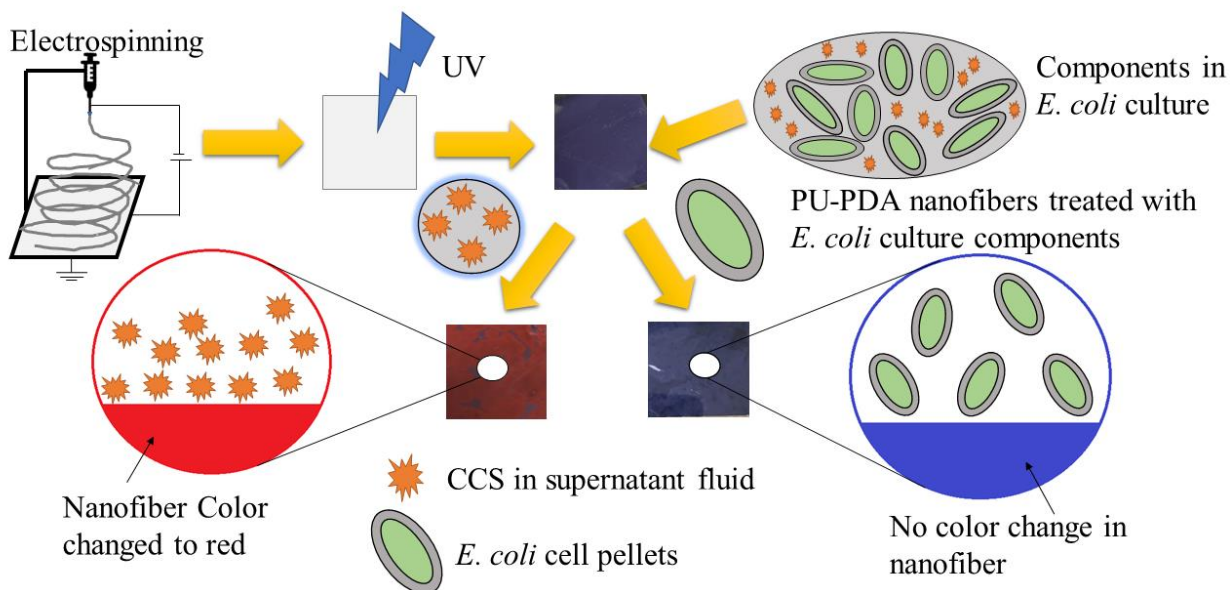 Electrospinning
UV
Components in
E. coli culture
PU-PDA nanofibers treated with
E. coli culture components
Nanofiber Color
changed to red
CCS in supernatant fluid
E. coli cell pellets
No color change in
nanofiber